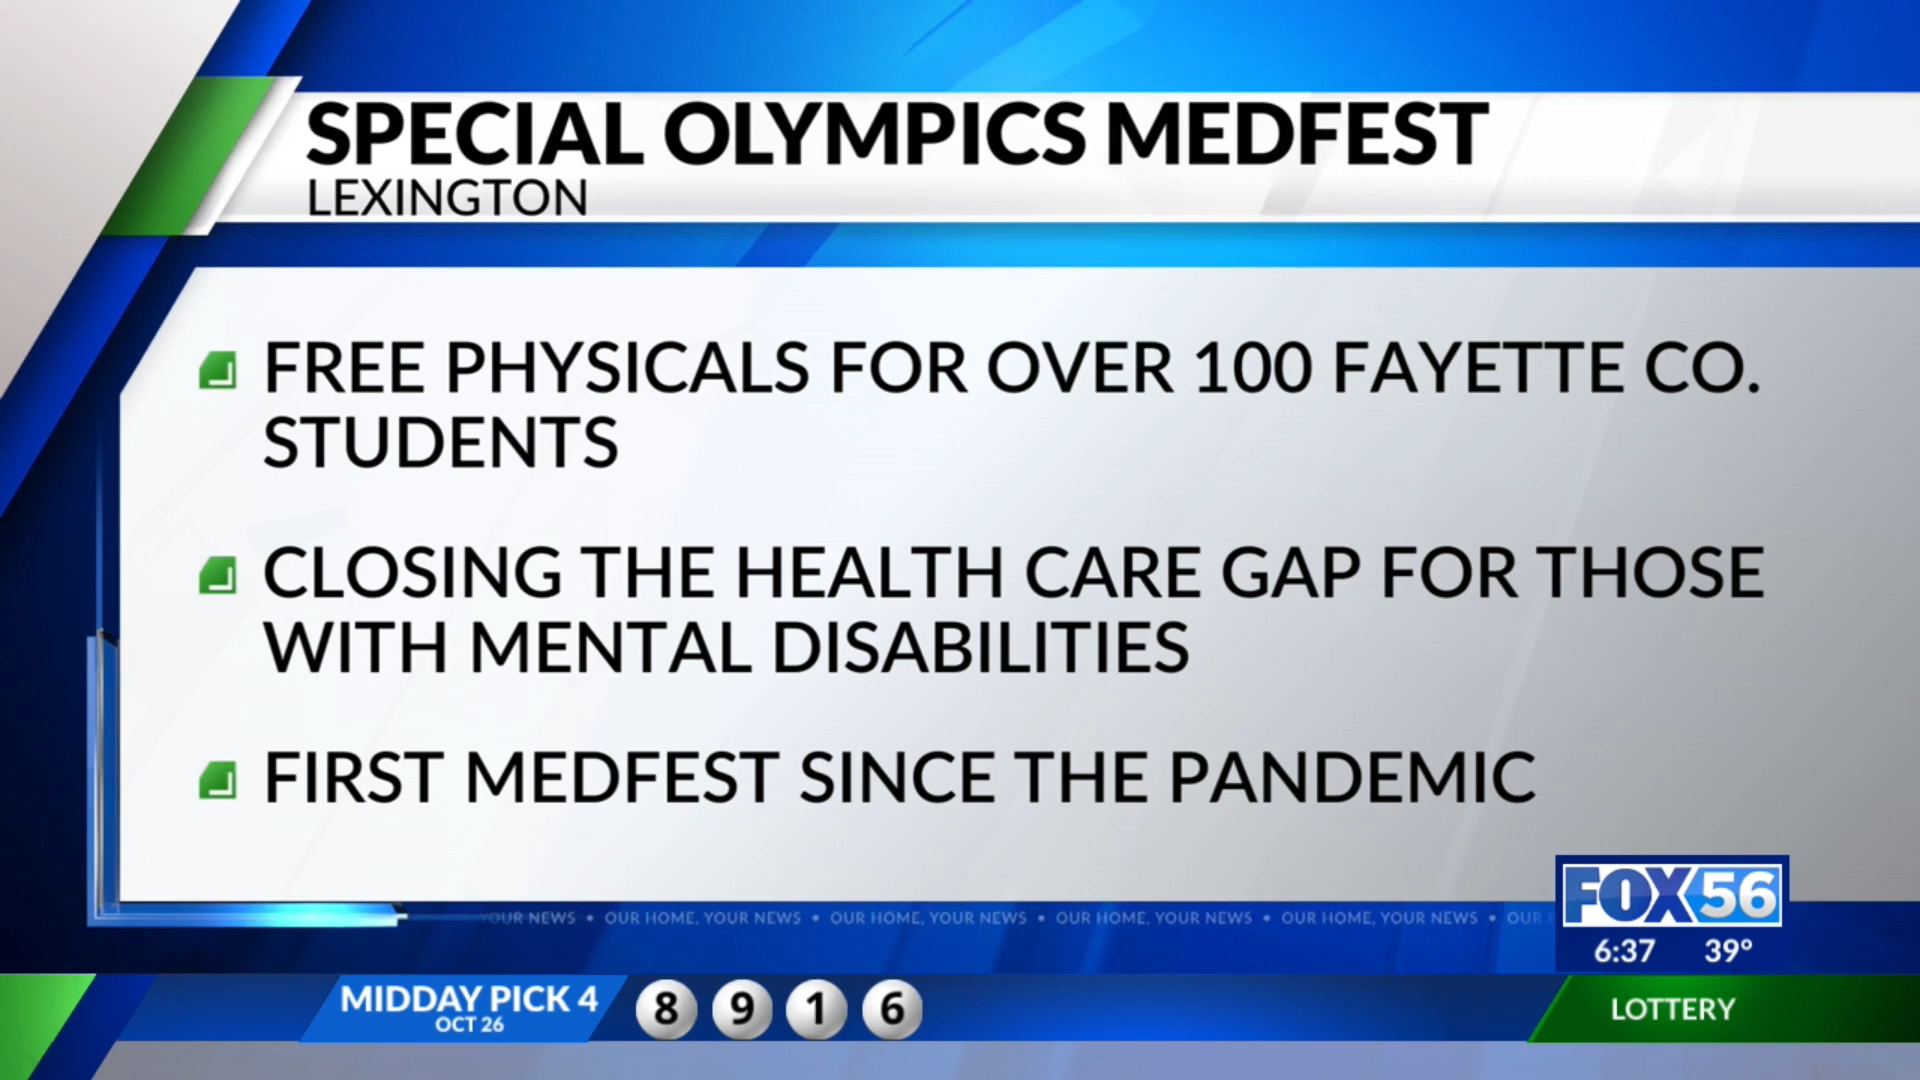 SPECIAL OLYMPICS MEDFEST
LEXINGTON
FREE PHYSICALS FOR OVER 100 FAYETTE CO.
STUDENTS
CLOSING THE HEALTH CARE GAP FOR THOSE
WITH MENTAL DISABILITIES
FIRST MEDFEST SINCE THE PANDEMIC
YOUR NEWS • OUR HOME, YOUR NEWS • OUR HOME, YOUR NEWS • OUR HOME, YOUR NEWS • OUR HOME, YOUR NEWS • OUR
FOX 56
6:37 39°
MIDDAY PICK 4
OCT 26
8 9 1 6
LOTTERY